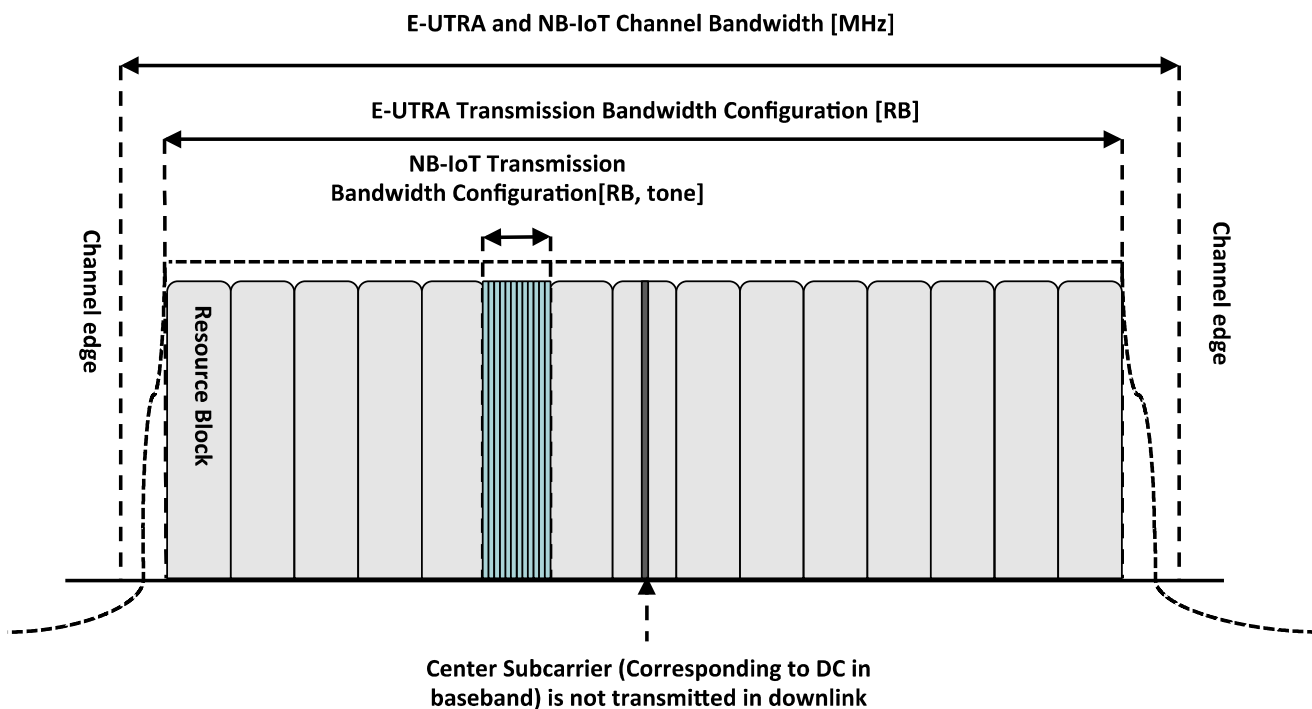 E-UTRA and NB-IoT Channel Bandwidth [MHz]
E-UTRA Transmission Bandwidth Configuration [RB]
NB-IoT Transmission
Bandwidth Configuration[RB, tone]
Channel edge
Channel edge
Resource Block
Center Subcarrier (Corresponding to DC in
baseband) is not transmitted in downlink